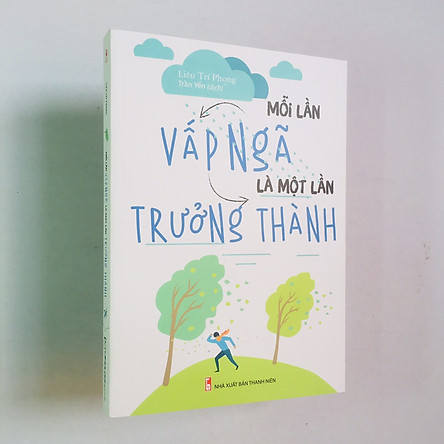 Liêu Trí Phong
Trần Yến (dịch)
MỖI LẦN
VẤP NGÃ
LÀ MỘT LẦN
TRƯỞNG THÀNH
NHÀ XUẤT BẢN THANH NIÊN